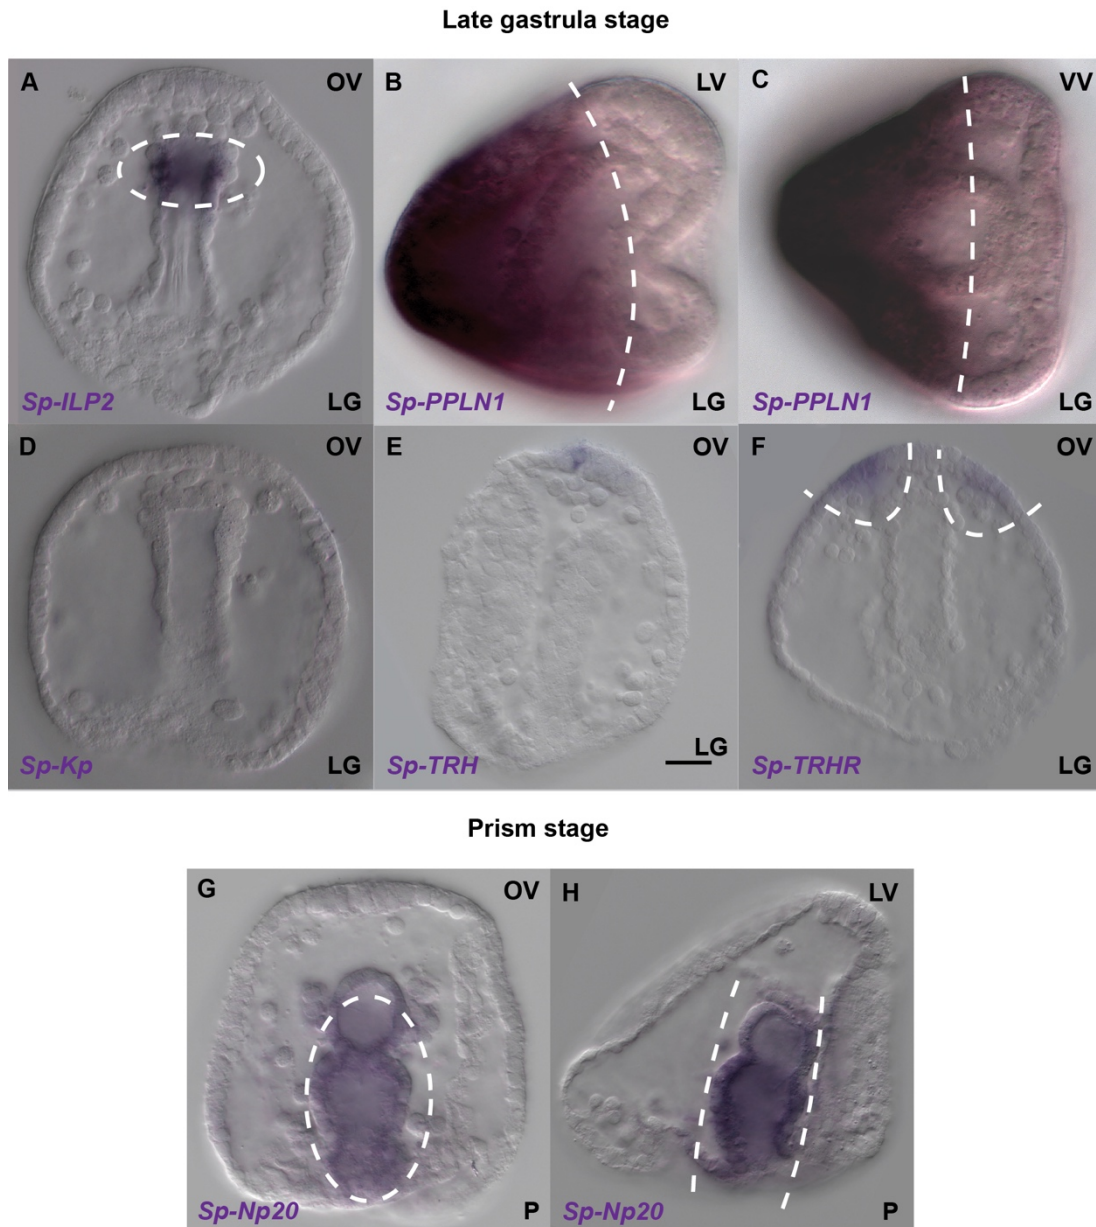 Late gastrula stage
A OV
Sp-ILP2 LG
B LV
Sp-PPLN1 LG
C VV
Sp-PPLN1 LG
D OV
Sp-Kp LG
E OV
Sp-TRH LG
F OV
Sp-TRHR LG
Prism stage
G OV
Sp-Np20 P
H LV
Sp-Np20 P